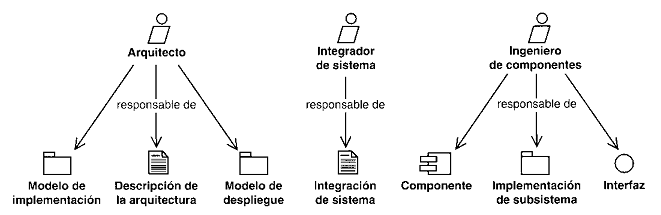 Arquitecto
Integrador
de sistema
Ingeniero
de componentes
responsable de
responsable de
responsable de
Modelo de
implementación
Descripción de
la arquitectura
Modelo de
despliegue
Integración
de sistema
Componente
Implementación
de subsistema
Interfaz